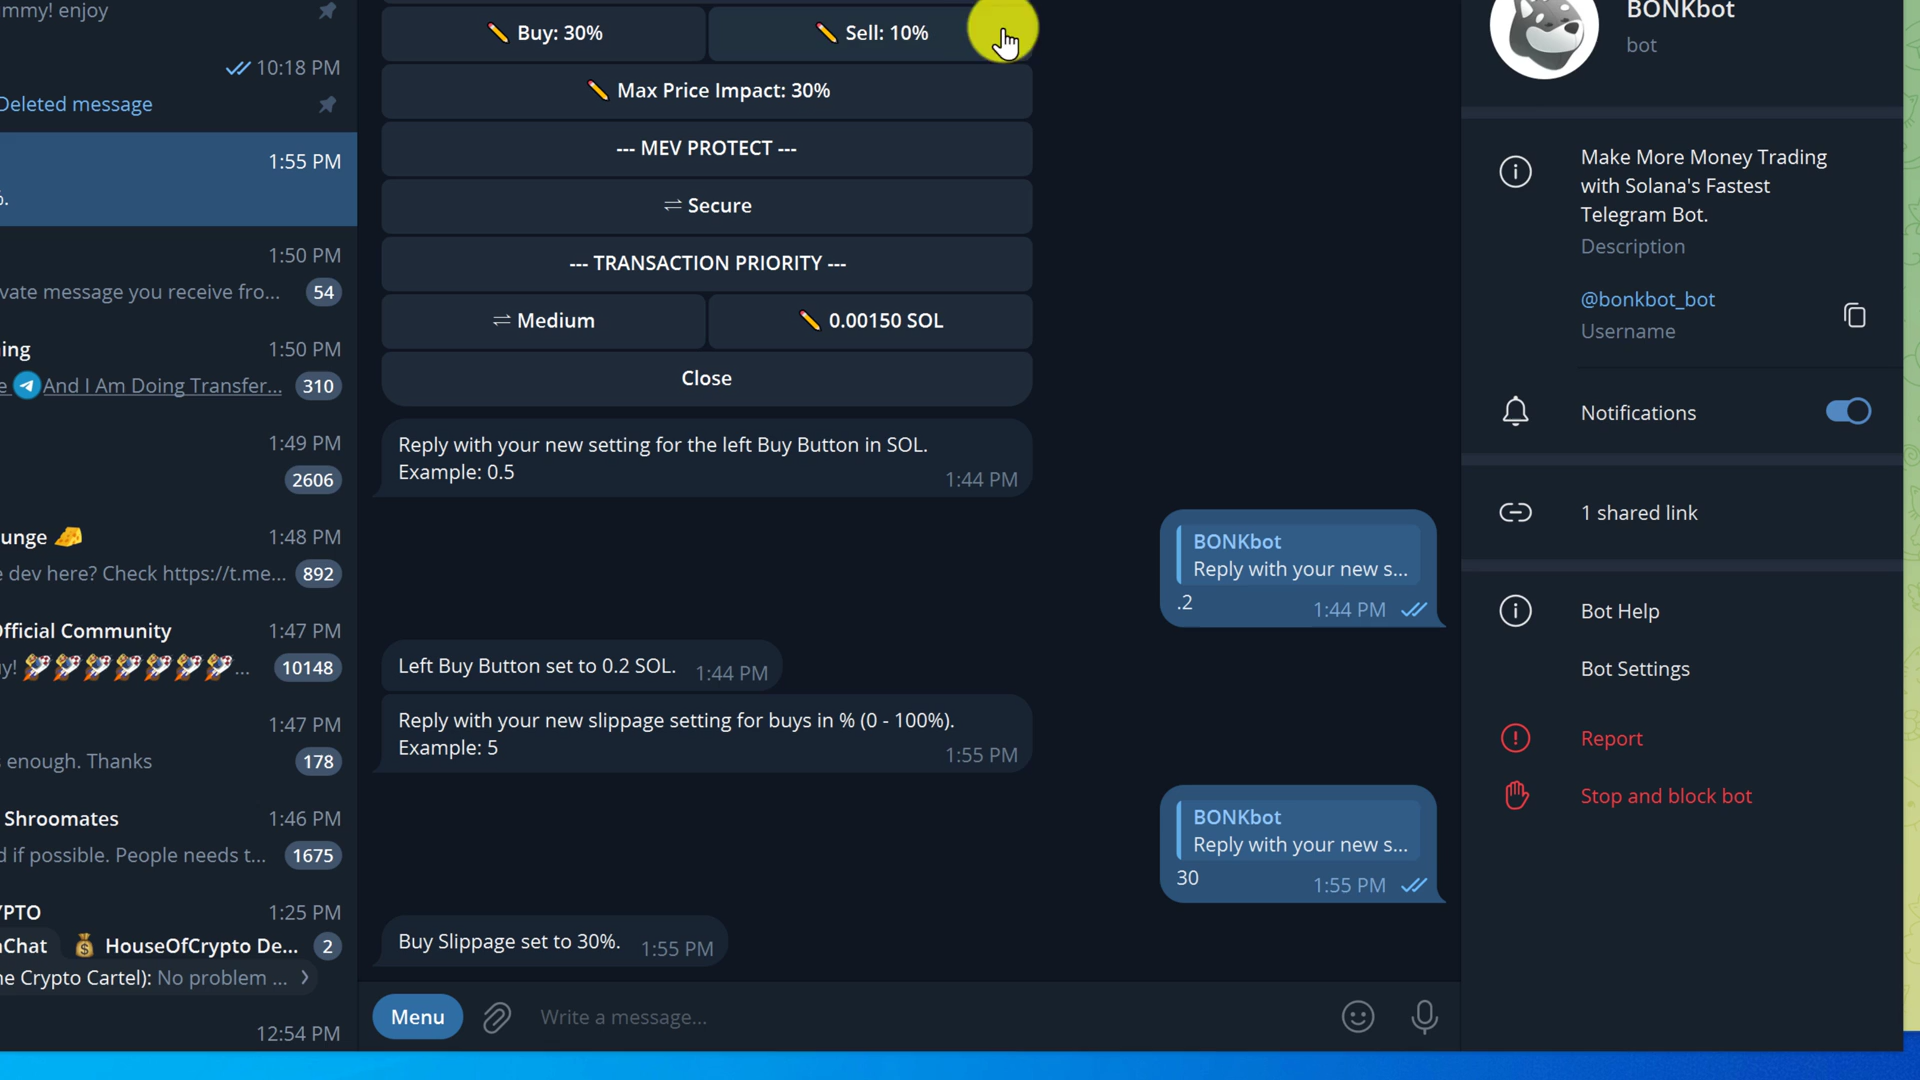 mmy! enjoy
10:18 PM
Deleted message
1:55 PM
%.
1:50 PM
vate message you receive fro... 54
ing 1:50 PM
e And I Am Doing Transfer... 310
1:49 PM
2606
unge 1:48 PM
e dev here? Check https://t.me... 892
Official Community 1:47 PM
y! ... 10148
1:47 PM
s enough. Thanks 178
Shroomates 1:46 PM
d if possible. People needs t... 1675
YPTO 1:25 PM
nChat HouseOfCrypto De... 2
ne Crypto Cartel): No problem ...
12:54 PM
Buy: 30% Sell: 10%
Max Price Impact: 30%
--- MEV PROTECT ---
Secure
--- TRANSACTION PRIORITY ---
Medium 0.00150 SOL
Close
Reply with your new setting for the left Buy Button in SOL.
Example: 0.5
1:44 PM
BONKbot
Reply with your new s...
.2 1:44 PM
Left Buy Button set to 0.2 SOL. 1:44 PM
Reply with your new slippage setting for buys in % (0 - 100%).
Example: 5
1:55 PM
BONKbot
Reply with your new s...
30 1:55 PM
Buy Slippage set to 30%. 1:55 PM
Menu Write a message...
BONKbot
bot
Make More Money Trading
with Solana's Fastest
Telegram Bot.
Description
@bonkbot_bot
Username
Notifications
1 shared link
Bot Help
Bot Settings
Report
Stop and block bot